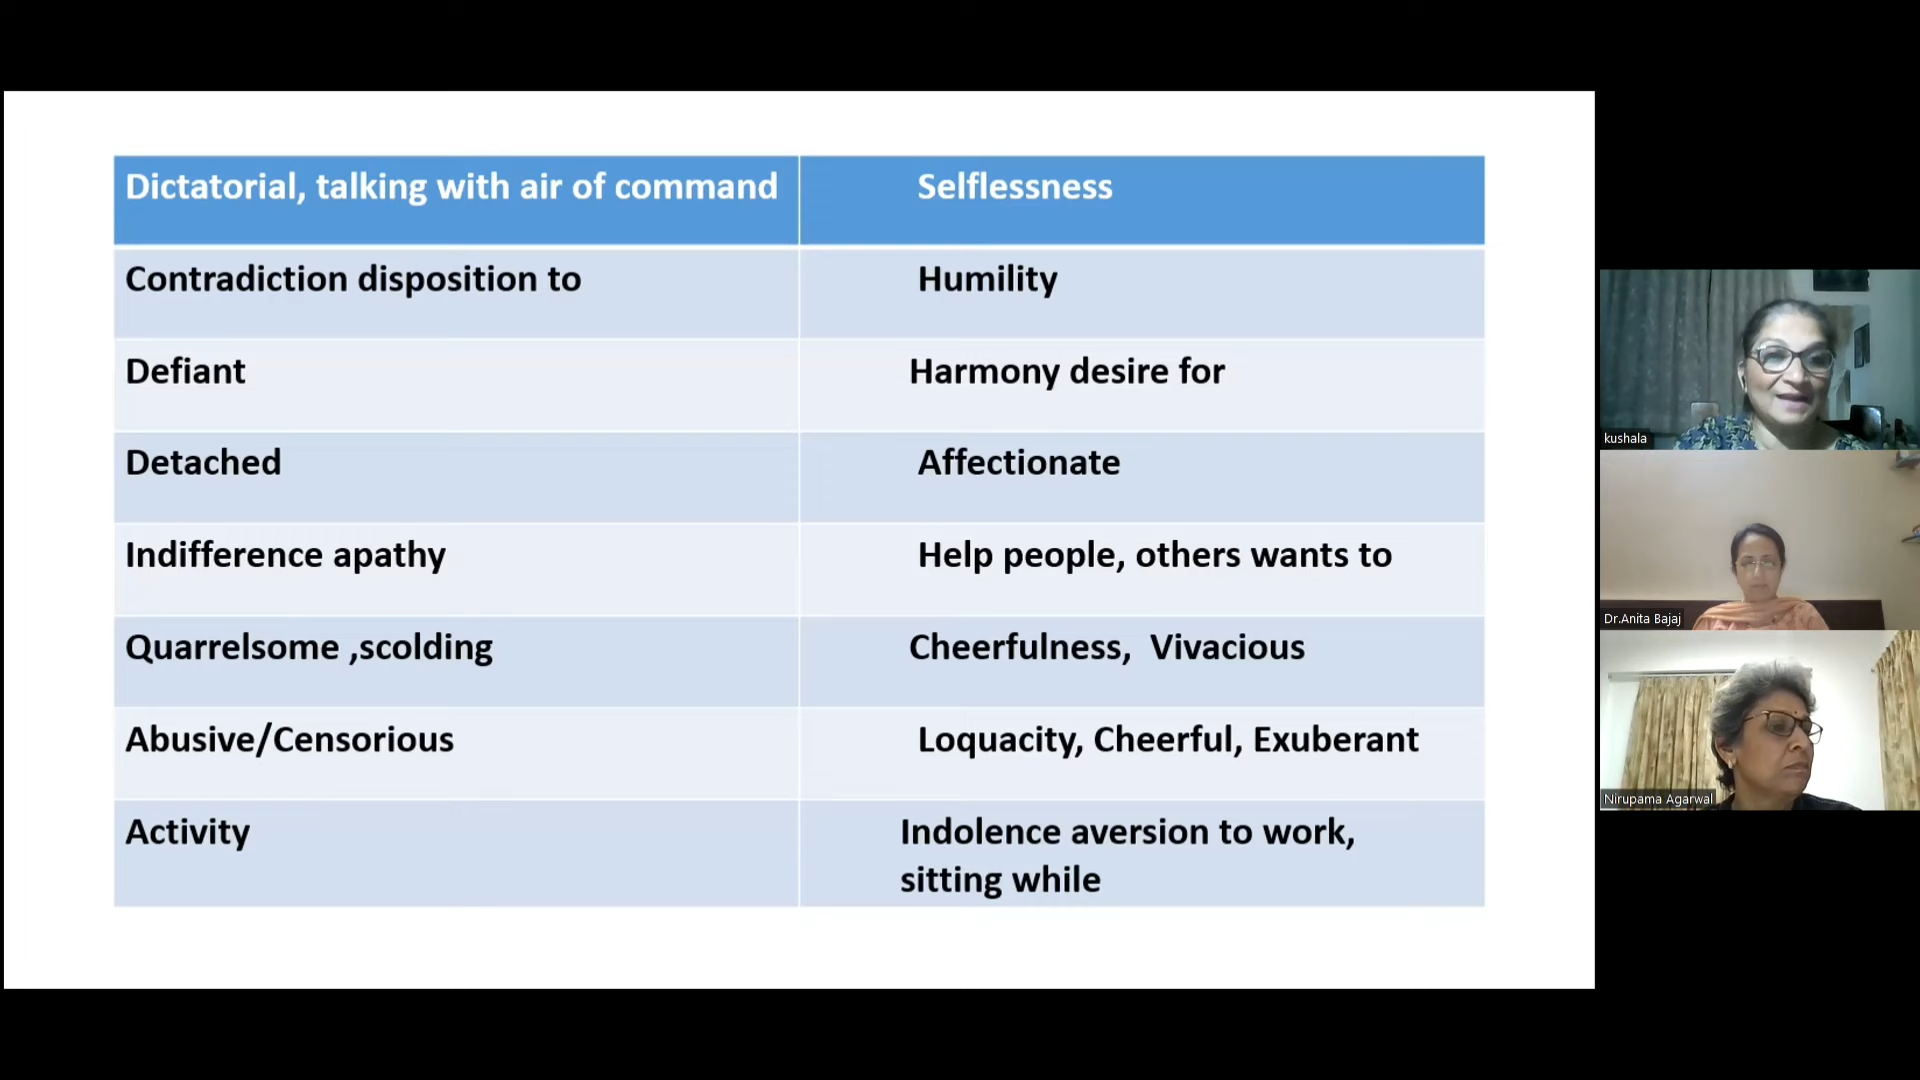 Dictatorial, talking with air of command
Selflessness
Contradiction disposition to
Humility
Defiant
Harmony desire for
Detached
Affectionate
Indifference apathy
Help people, others wants to
Quarrelsome ,scolding
Cheerfulness, Vivacious
Abusive/Censorious
Loquacity, Cheerful, Exuberant
Activity
Indolence aversion to work,
sitting while
kushala
Dr.Anita Bajaj
Nirupama Agarwal